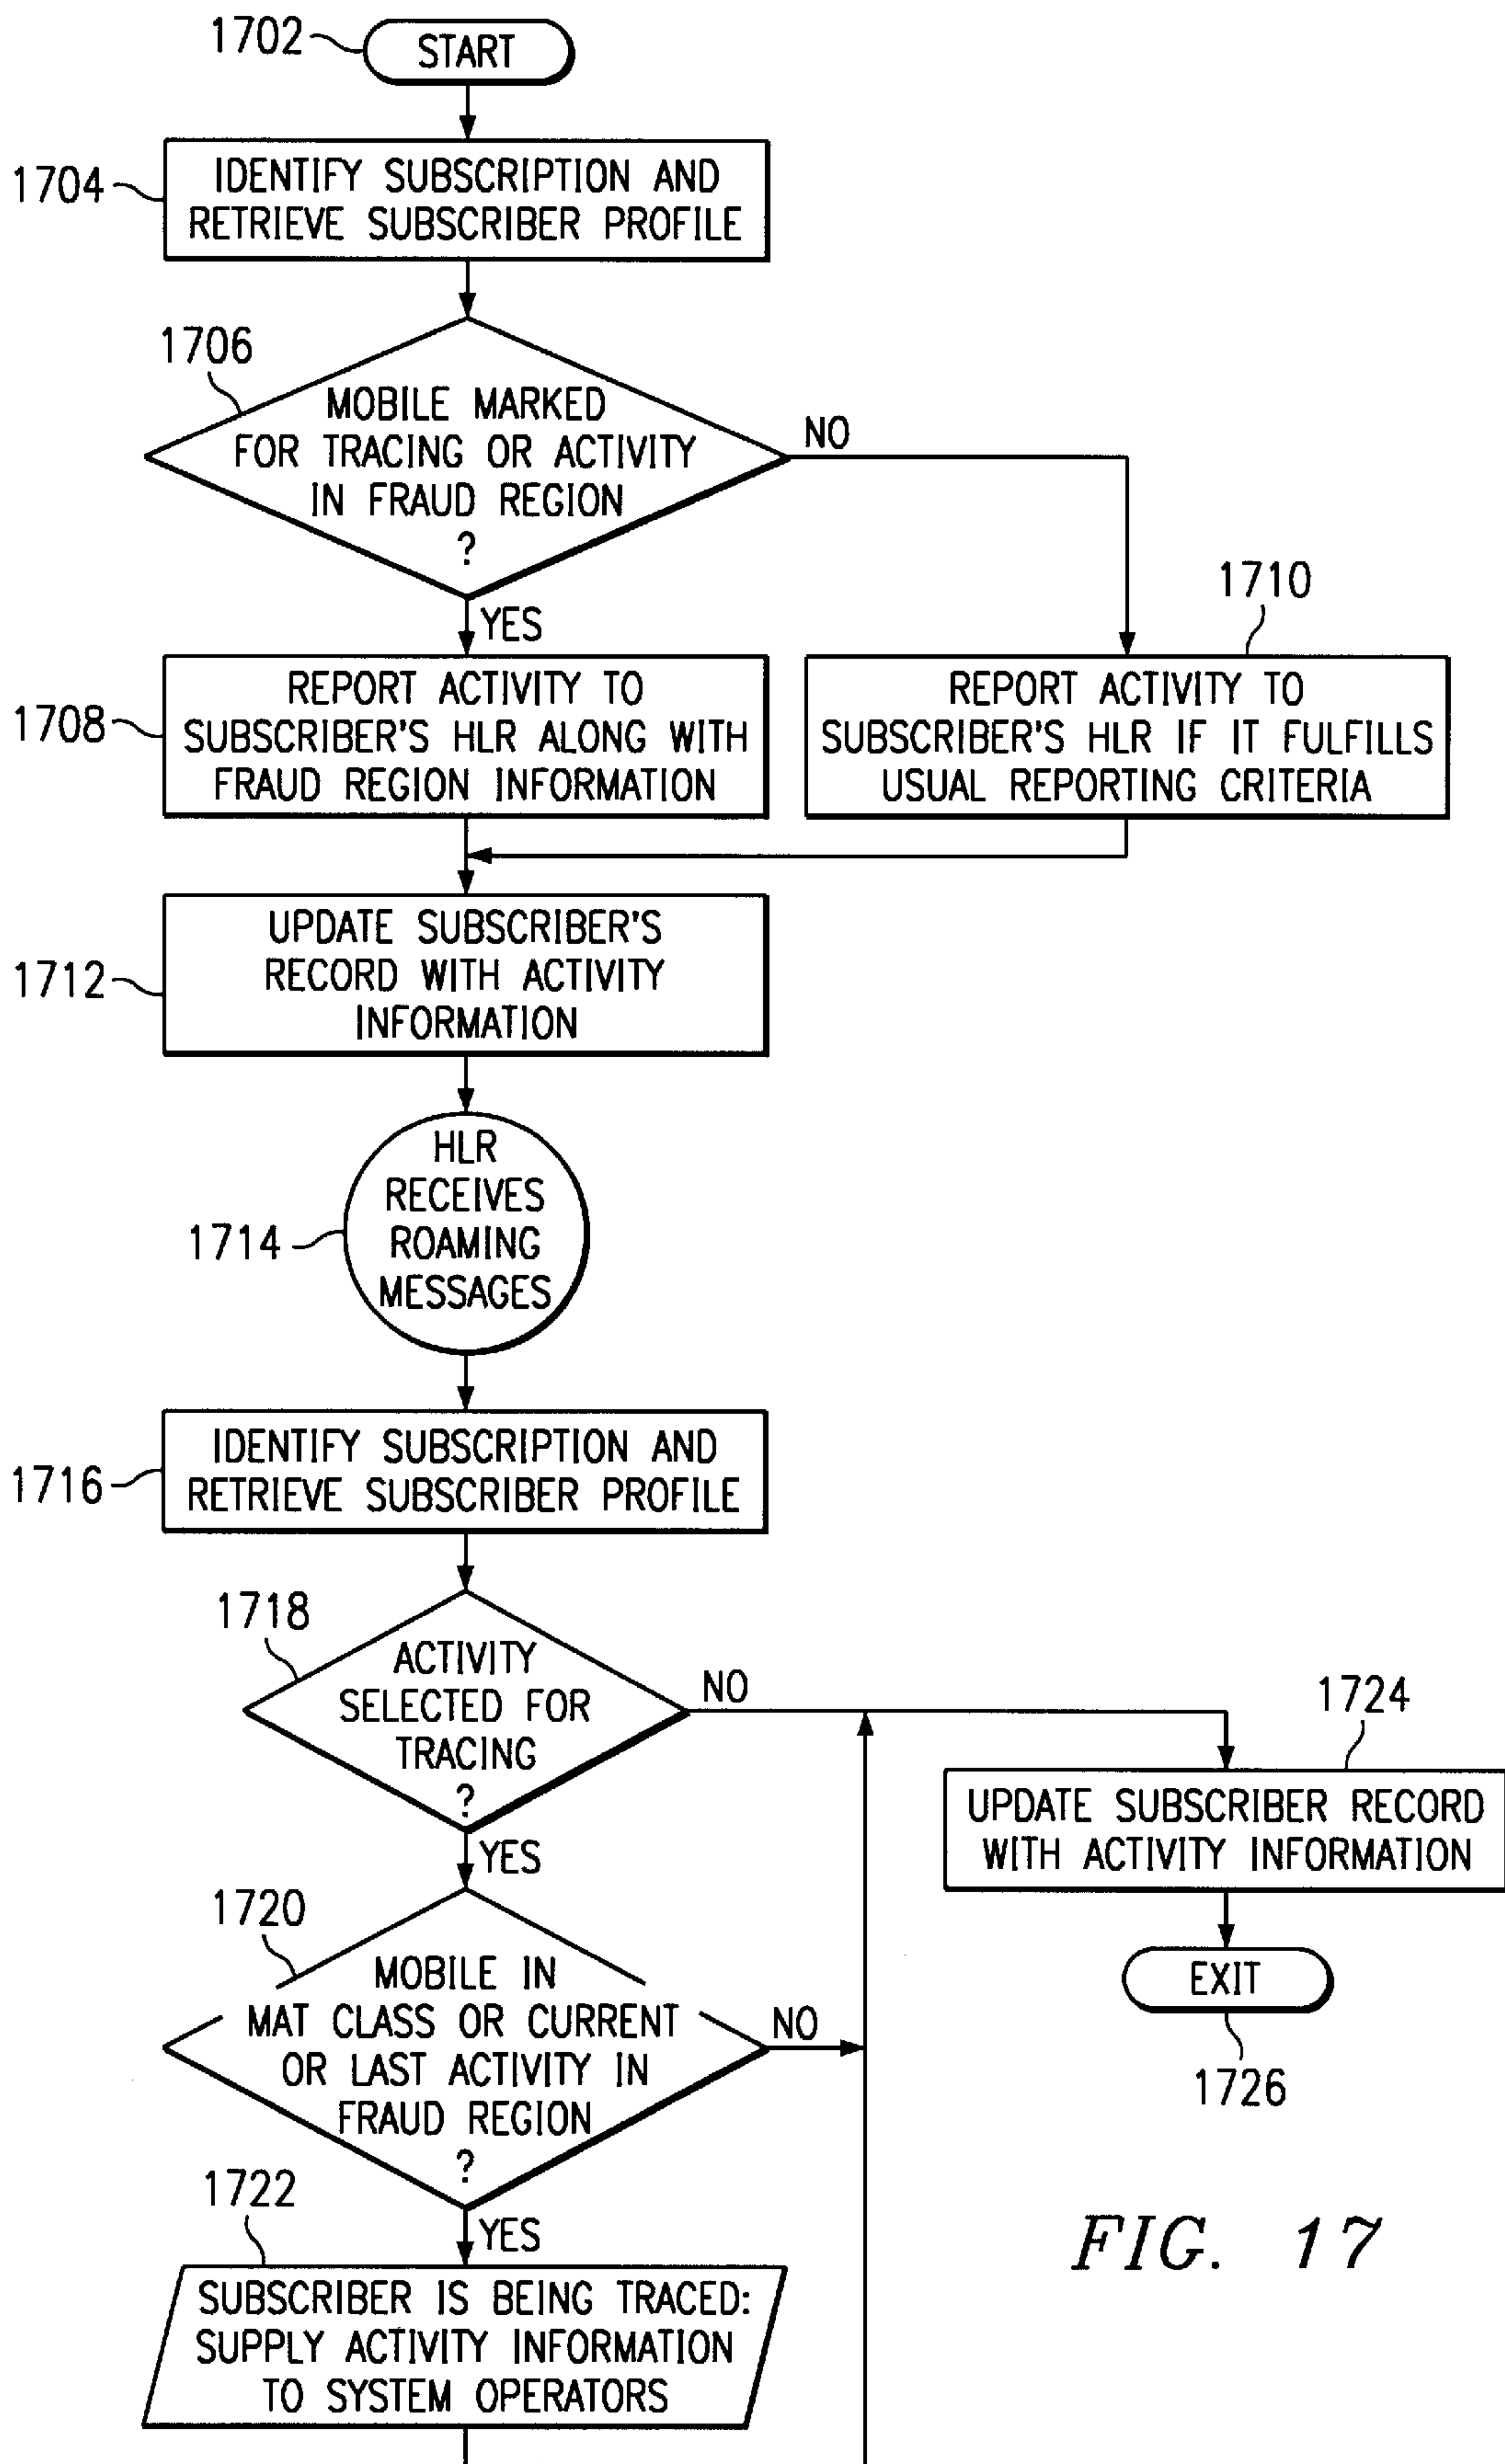 1702
START
1704
IDENTIFY SUBSCRIPTION AND
RETRIEVE SUBSCRIBER PROFILE
1706
MOBILE MARKED
FOR TRACING OR ACTIVITY
IN FRAUD REGION
?
NO
YES
1708
REPORT ACTIVITY TO
SUBSCRIBER'S HLR ALONG WITH
FRAUD REGION INFORMATION
1710
REPORT ACTIVITY TO
SUBSCRIBER'S HLR IF IT FULFILLS
USUAL REPORTING CRITERIA
1712
UPDATE SUBSCRIBER'S
RECORD WITH ACTIVITY
INFORMATION
1714
HLR
RECEIVES
ROAMING
MESSAGES
1716
IDENTIFY SUBSCRIPTION AND
RETRIEVE SUBSCRIBER PROFILE
1718
ACTIVITY
SELECTED FOR
TRACING
?
NO
YES
1724
UPDATE SUBSCRIBER RECORD
WITH ACTIVITY INFORMATION
EXIT
1726
1720
MOBILE IN
MAT CLASS OR CURRENT
OR LAST ACTIVITY IN
FRAUD REGION
?
NO
YES
1722
SUBSCRIBER IS BEING TRACED:
SUPPLY ACTIVITY INFORMATION
TO SYSTEM OPERATORS
FIG. 17